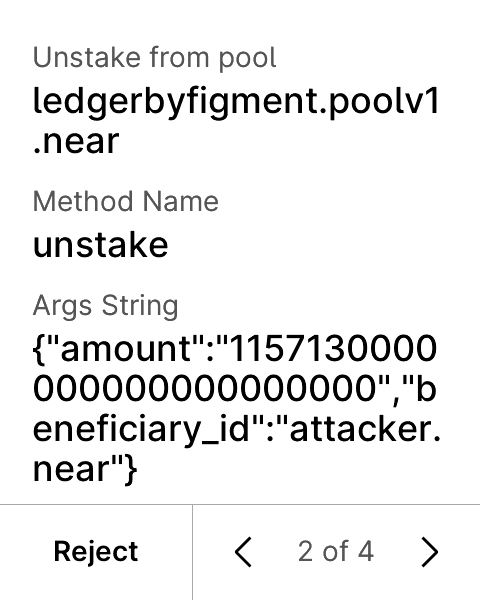 Unstake from pool
ledgerbyfigment.poolv1
.near
Method Name
unstake
Args String
{"amount":"1157130000
000000000000000000","b
eneficiary_id":"attacker.
near"}
Reject
2 of 4